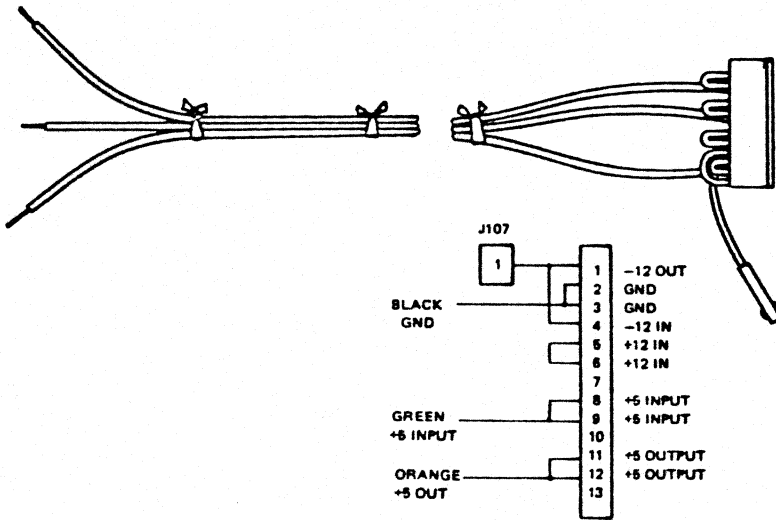 J107
1
1 -12 OUT
2 GND
3 GND
BLACK
GND
4 -12 IN
5 +12 IN
6 +12 IN
7
8 +5 INPUT
9 +5 INPUT
GREEN
+5 INPUT
10
11 +5 OUTPUT
12 +5 OUTPUT
ORANGE
+5 OUT
13